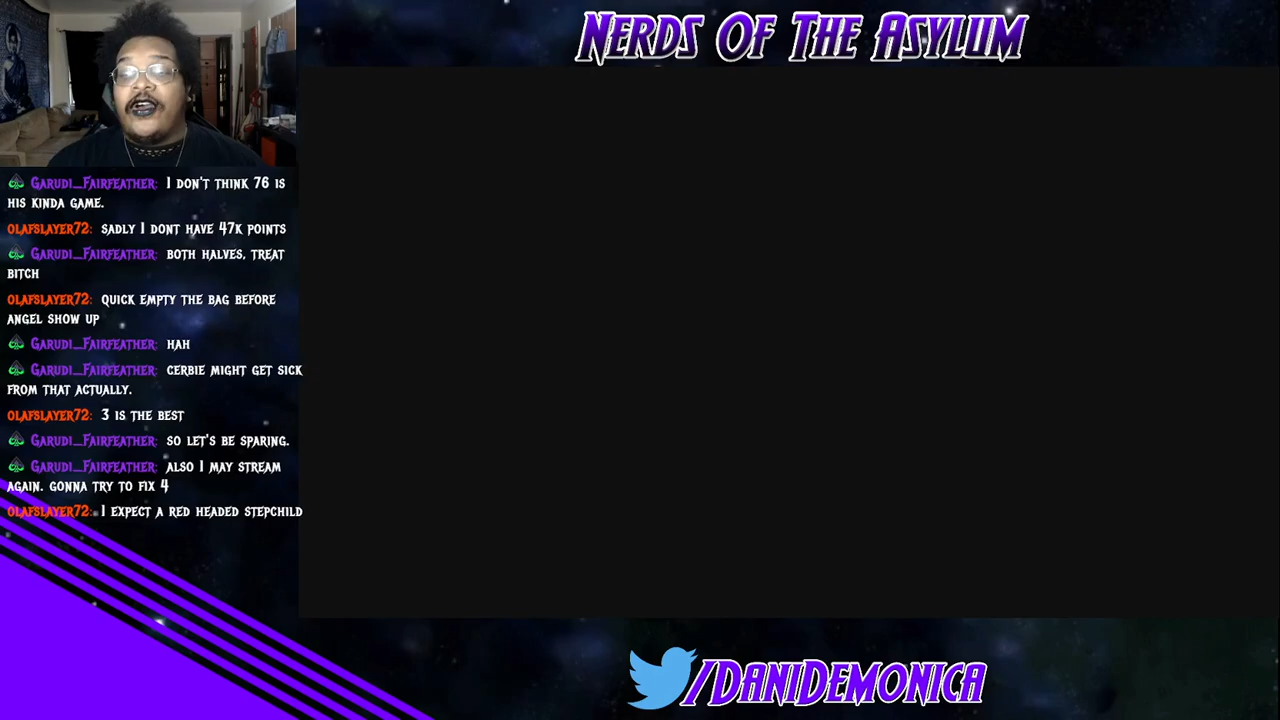 Nerds Of The Asylum
Garudi_Fairfeather: I don't think 76 is
his kinda game.
olafslayer72: sadly I dont have 47k points
Garudi_Fairfeather: both halves, treat
bitch
olafslayer72: quick empty the bag before
angel show up
Garudi_Fairfeather: hah
Garudi_Fairfeather: Cerbie might get sick
from that actually.
olafslayer72: 3 is the best
Garudi_Fairfeather: So let's be sparing.
Garudi_Fairfeather: Also I may stream
again. Gonna try to fix 4
olafslayer72: I expect a red headed stepchild
/DaniDemonica